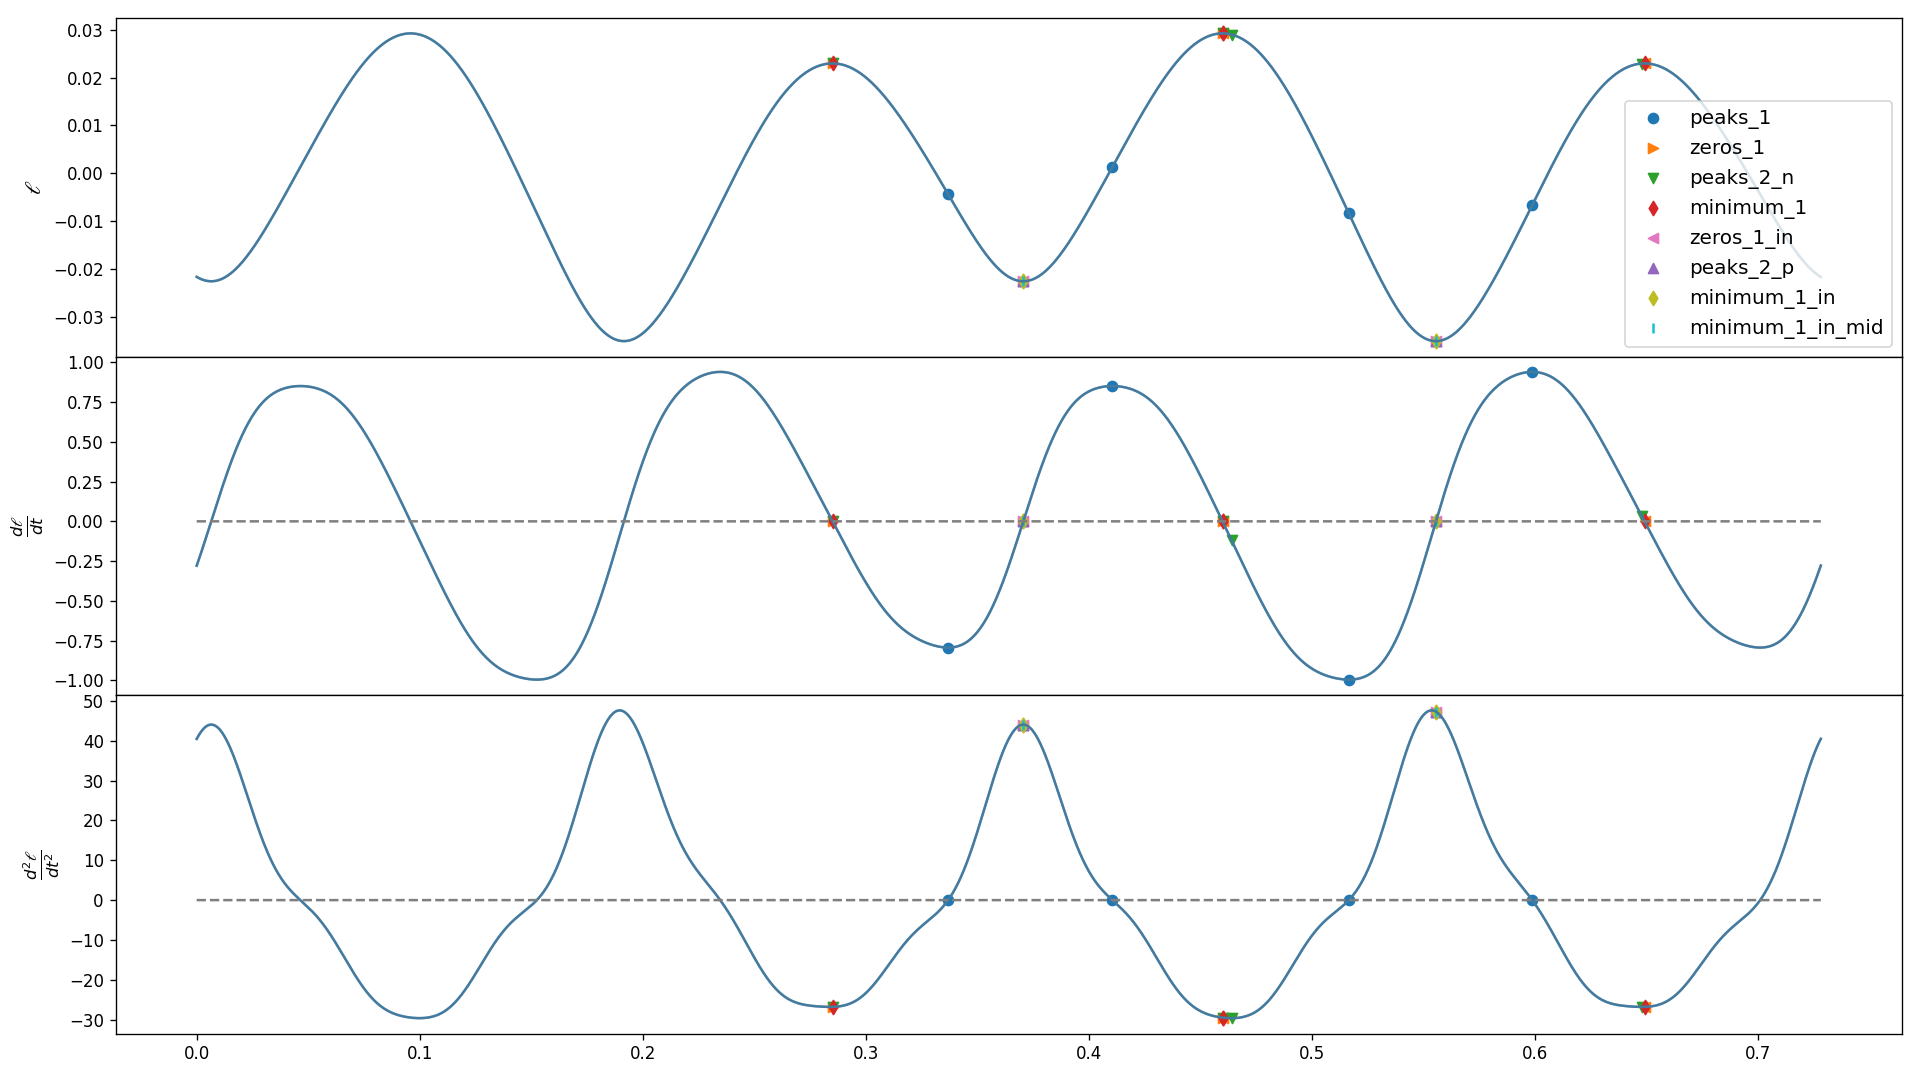 0.03
0.02
0.01
0.00
−0.01
−0.02
−0.03
ℓ
peaks_1
zeros_1
peaks_2_n
minimum_1
zeros_1_in
peaks_2_p
minimum_1_in
minimum_1_in_mid
1.00
0.75
0.50
0.25
0.00
−0.25
−0.50
−0.75
−1.00
dℓ
dt
50
40
30
20
10
0
−10
−20
−30
d²ℓ
dt²
0.0 0.1 0.2 0.3 0.4 0.5 0.6 0.7